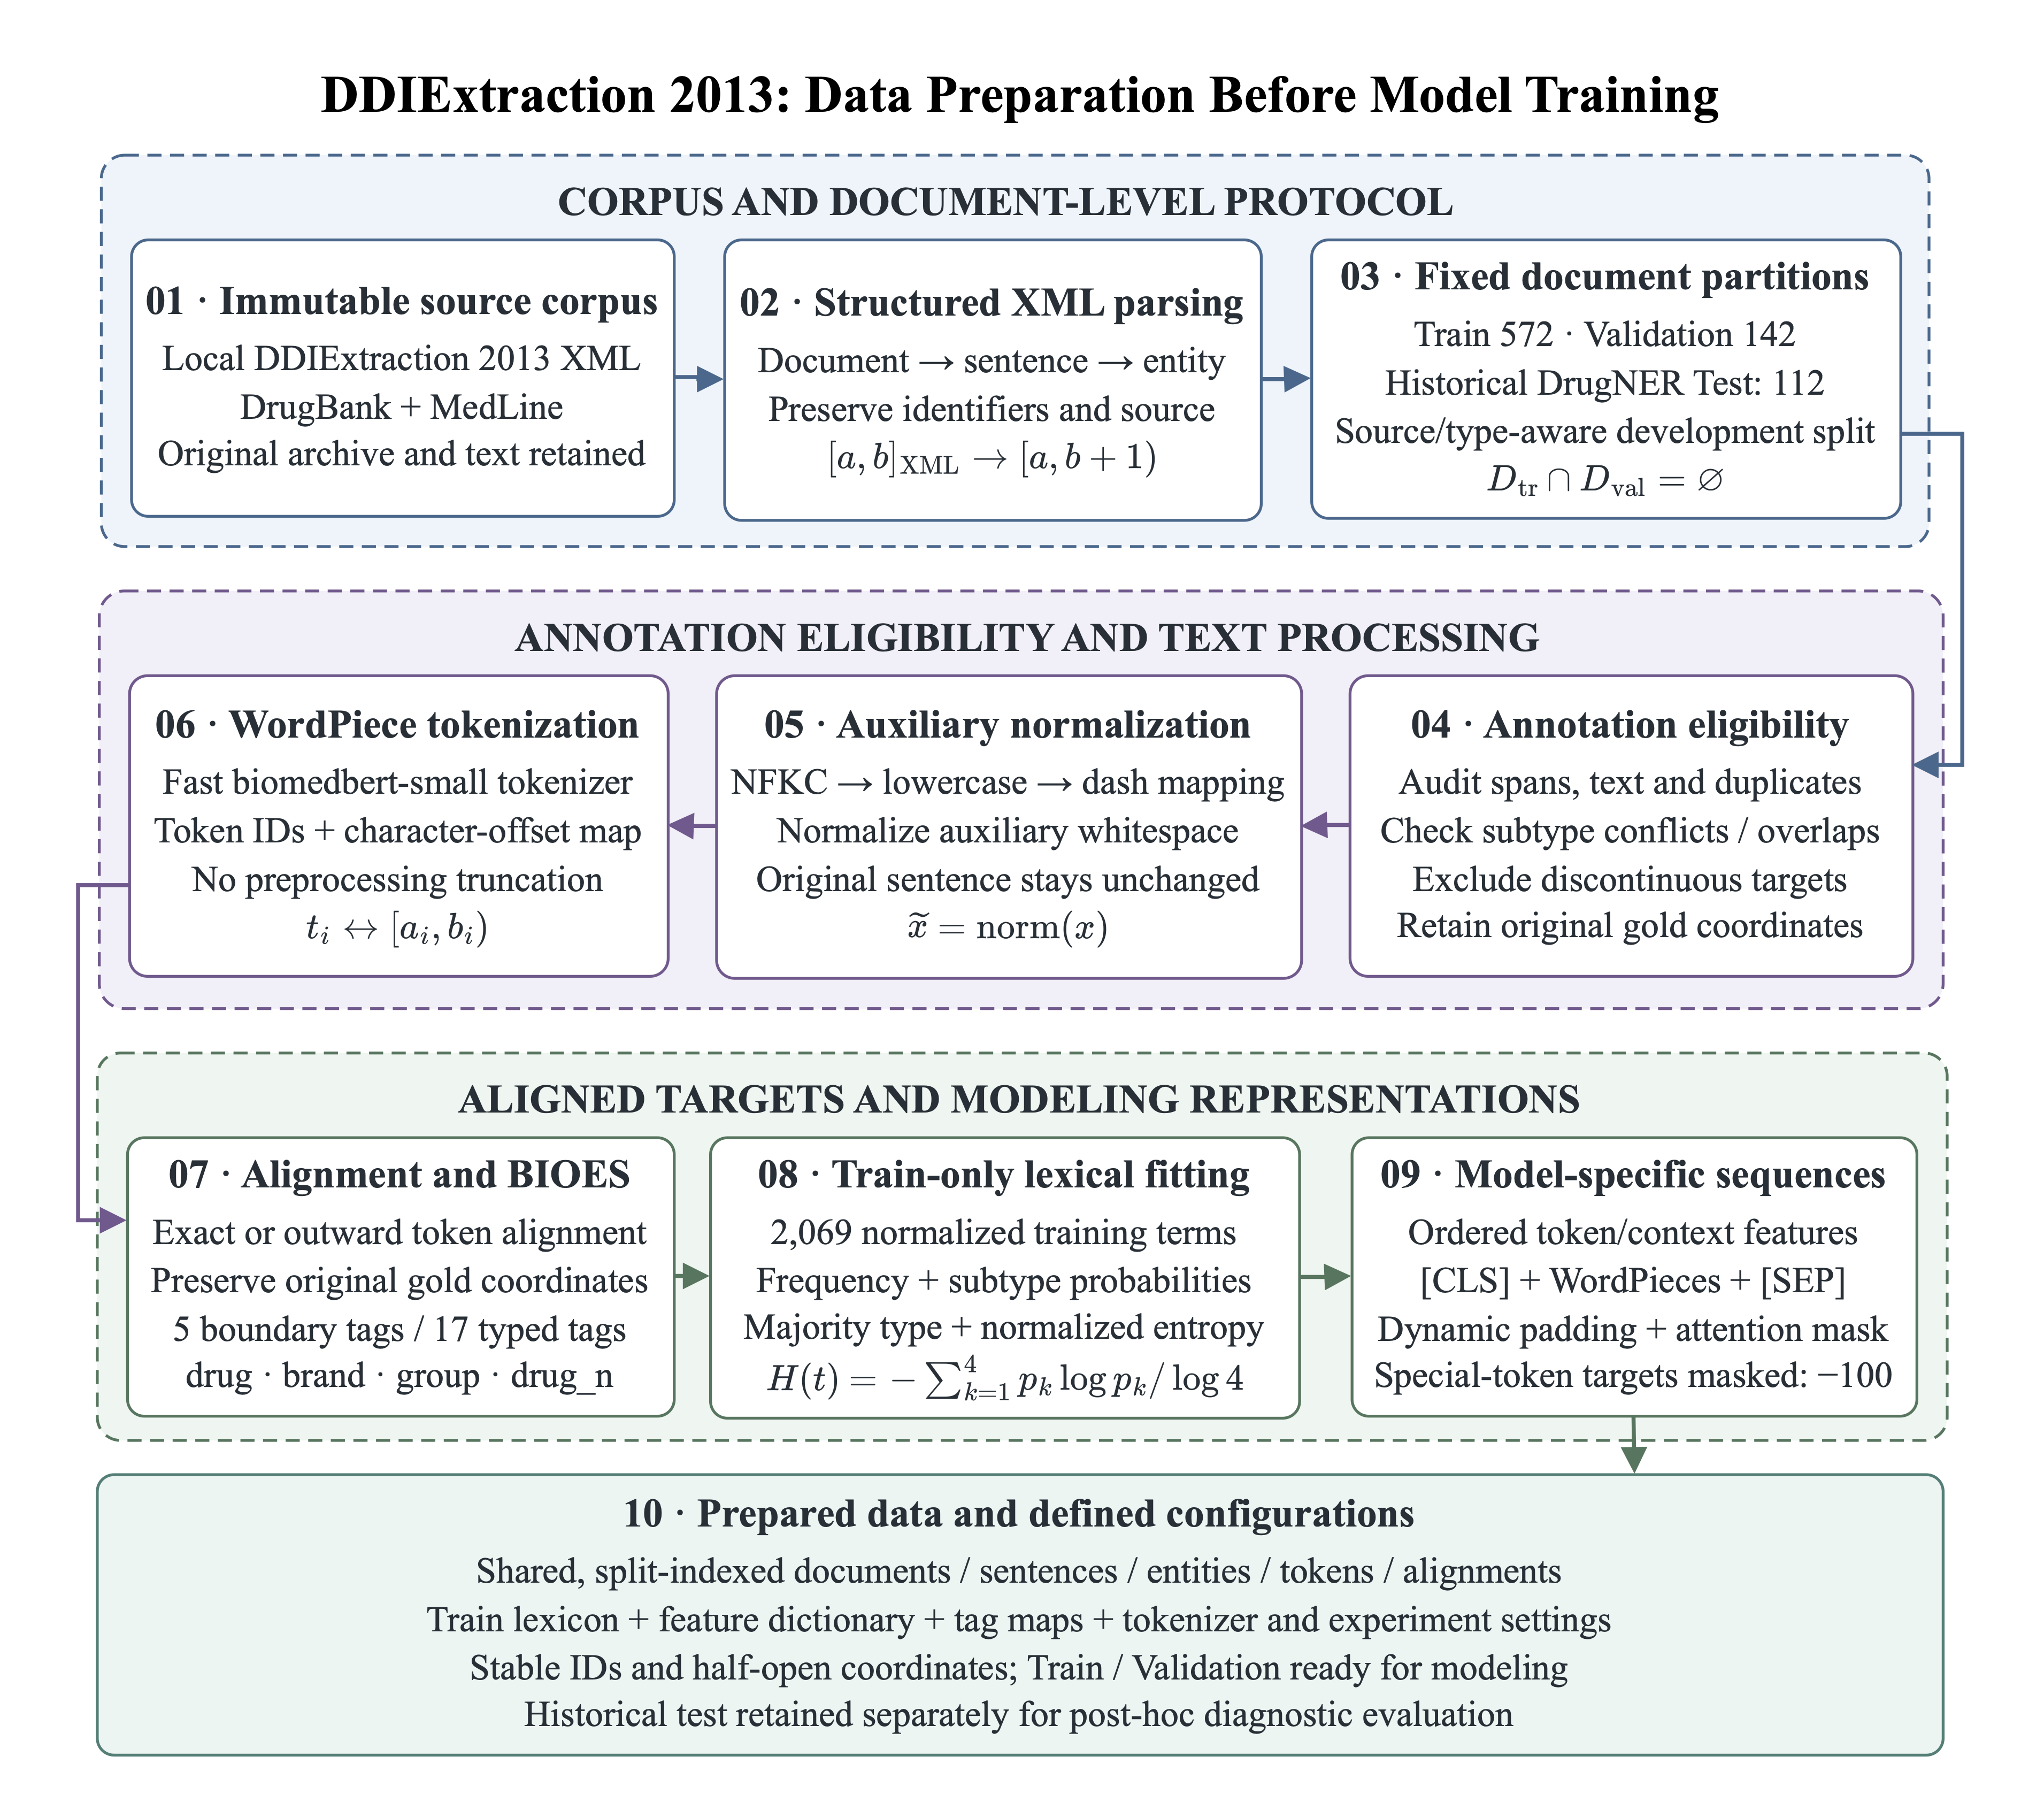 DDIExtraction 2013: Data Preparation Before Model Training
CORPUS AND DOCUMENT-LEVEL PROTOCOL
01 · Immutable source corpus
Local DDIExtraction 2013 XML
DrugBank + MedLine
Original archive and text retained
02 · Structured XML parsing
Document → sentence → entity
Preserve identifiers and source
[a, b]_XML → [a, b + 1)
03 · Fixed document partitions
Train 572 · Validation 142
Historical DrugNER Test: 112
Source/type-aware development split
D_tr ∩ D_val = ∅
ANNOTATION ELIGIBILITY AND TEXT PROCESSING
06 · WordPiece tokenization
Fast biomedbert-small tokenizer
Token IDs + character-offset map
No preprocessing truncation
t_i ↔ [a_i, b_i)
05 · Auxiliary normalization
NFKC → lowercase → dash mapping
Normalize auxiliary whitespace
Original sentence stays unchanged
x̃ = norm(x)
04 · Annotation eligibility
Audit spans, text and duplicates
Check subtype conflicts / overlaps
Exclude discontinuous targets
Retain original gold coordinates
ALIGNED TARGETS AND MODELING REPRESENTATIONS
07 · Alignment and BIOES
Exact or outward token alignment
Preserve original gold coordinates
5 boundary tags / 17 typed tags
drug · brand · group · drug_n
08 · Train-only lexical fitting
2,069 normalized training terms
Frequency + subtype probabilities
Majority type + normalized entropy
H(t) = − ∑_{k=1}^{4} p_k log p_k / log 4
09 · Model-specific sequences
Ordered token/context features
[CLS] + WordPieces + [SEP]
Dynamic padding + attention mask
Special-token targets masked: −100
10 · Prepared data and defined configurations
Shared, split-indexed documents / sentences / entities / tokens / alignments
Train lexicon + feature dictionary + tag maps + tokenizer and experiment settings
Stable IDs and half-open coordinates; Train / Validation ready for modeling
Historical test retained separately for post-hoc diagnostic evaluation